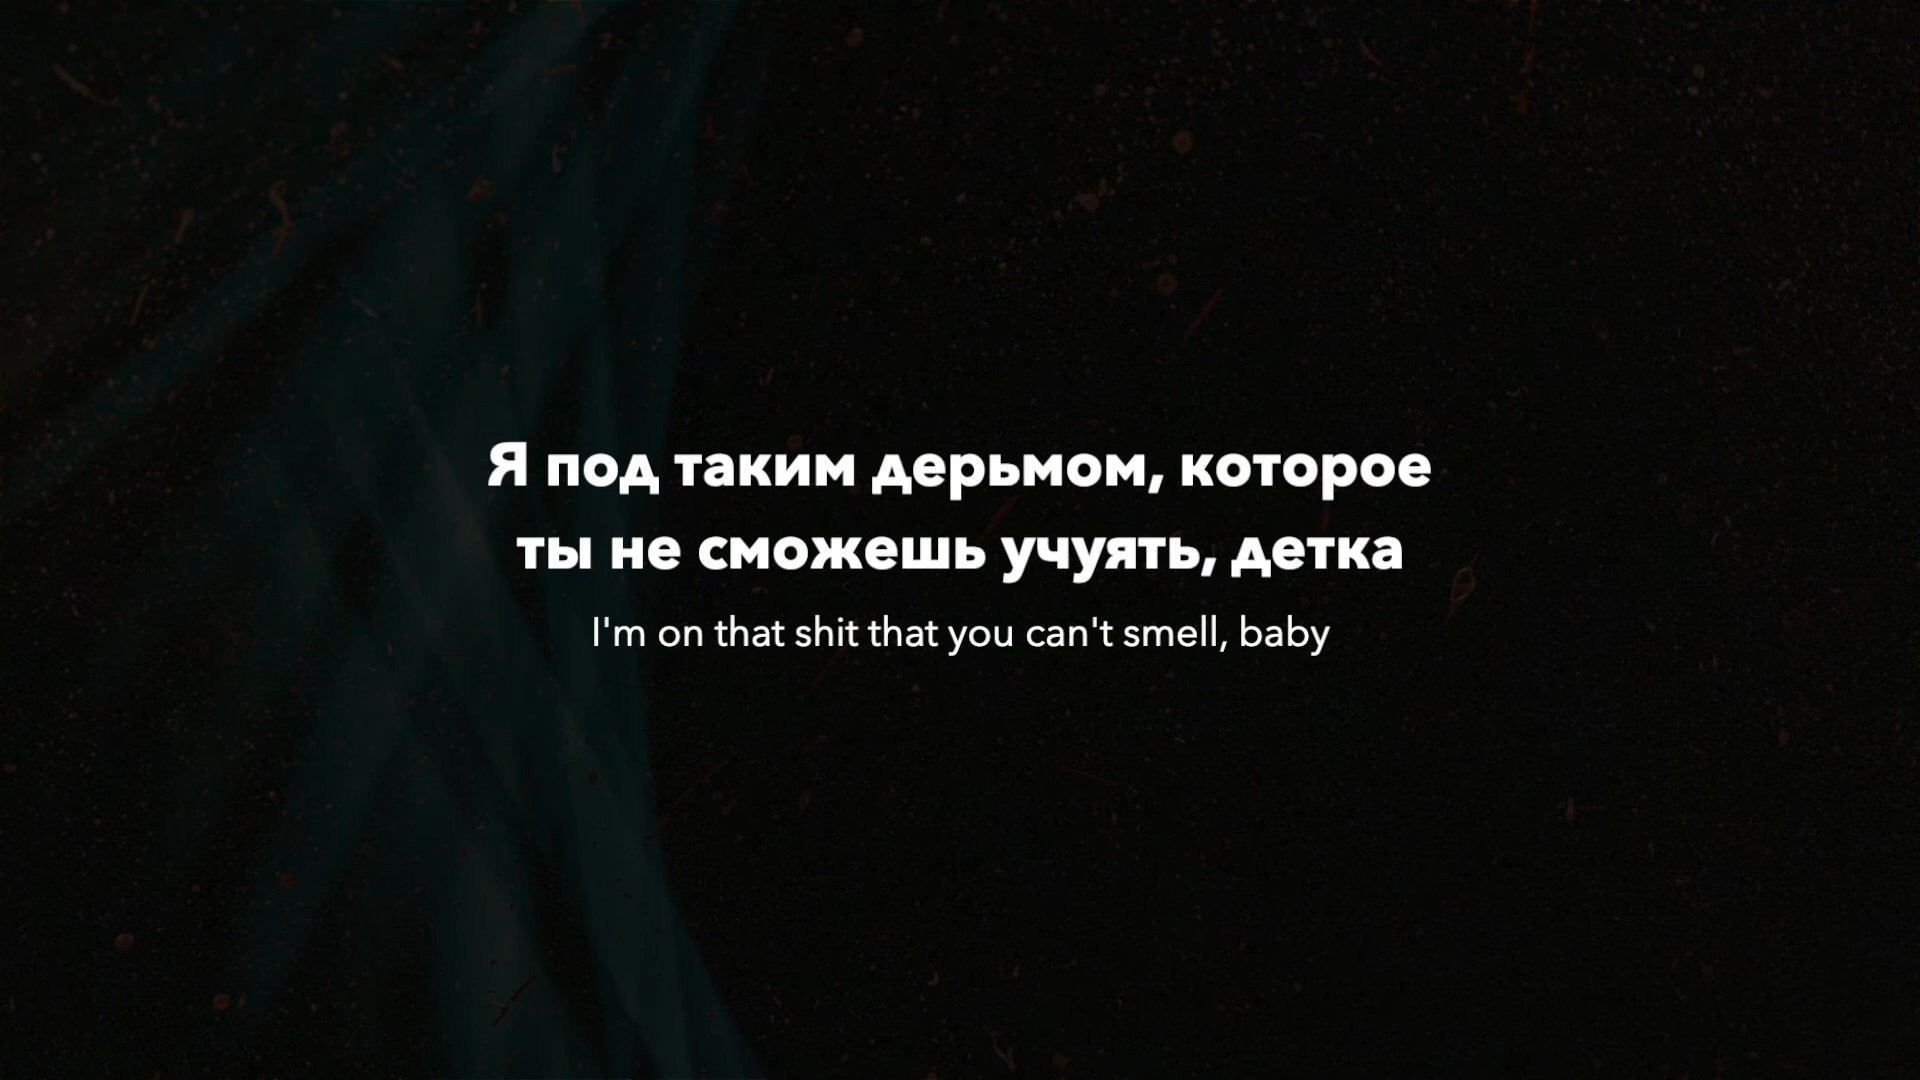 Я под таким дерьмом, которое
ты не сможешь учуять, детка
I'm on that shit that you can't smell, baby